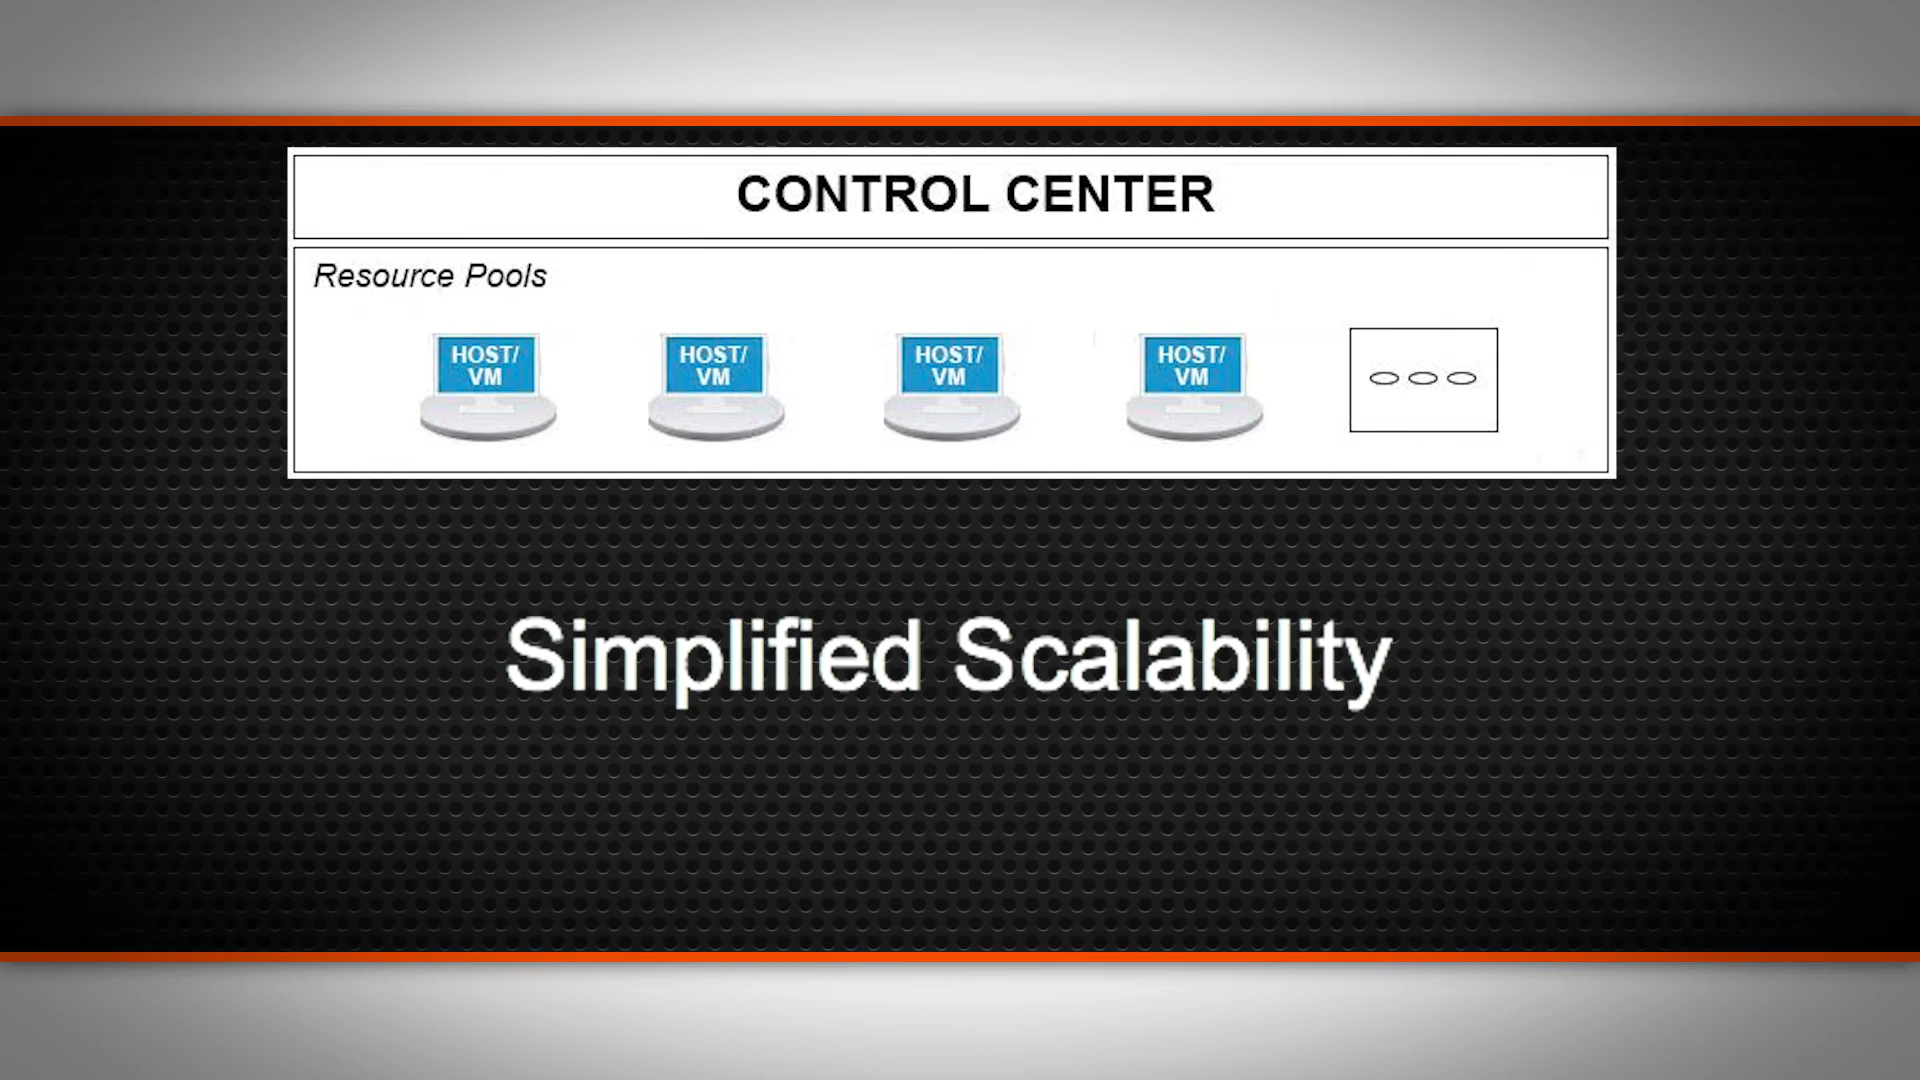 CONTROL CENTER
Resource Pools
HOST/
VM
HOST/
VM
HOST/
VM
HOST/
VM
Simplified Scalability